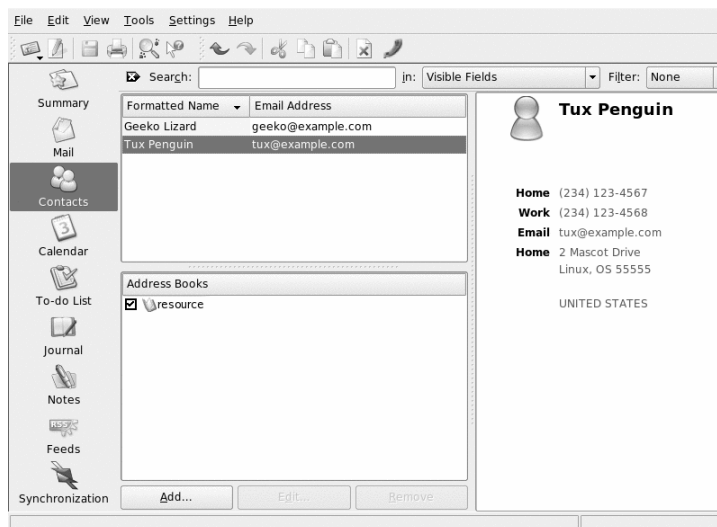 File Edit View Tools Settings Help
Search: in: Visible Fields Filter: None
Summary
Mail
Contacts
Calendar
3
To-do List
Journal
Notes
RSS
Feeds
Synchronization
Formatted Name Email Address
Geeko Lizard geeko@example.com
Tux Penguin tux@example.com
Address Books
resource
Add... Edit... Remove
Tux Penguin
Home (234) 123-4567
Work (234) 123-4568
Email tux@example.com
Home 2 Mascot Drive
Linux, OS 55555
UNITED STATES